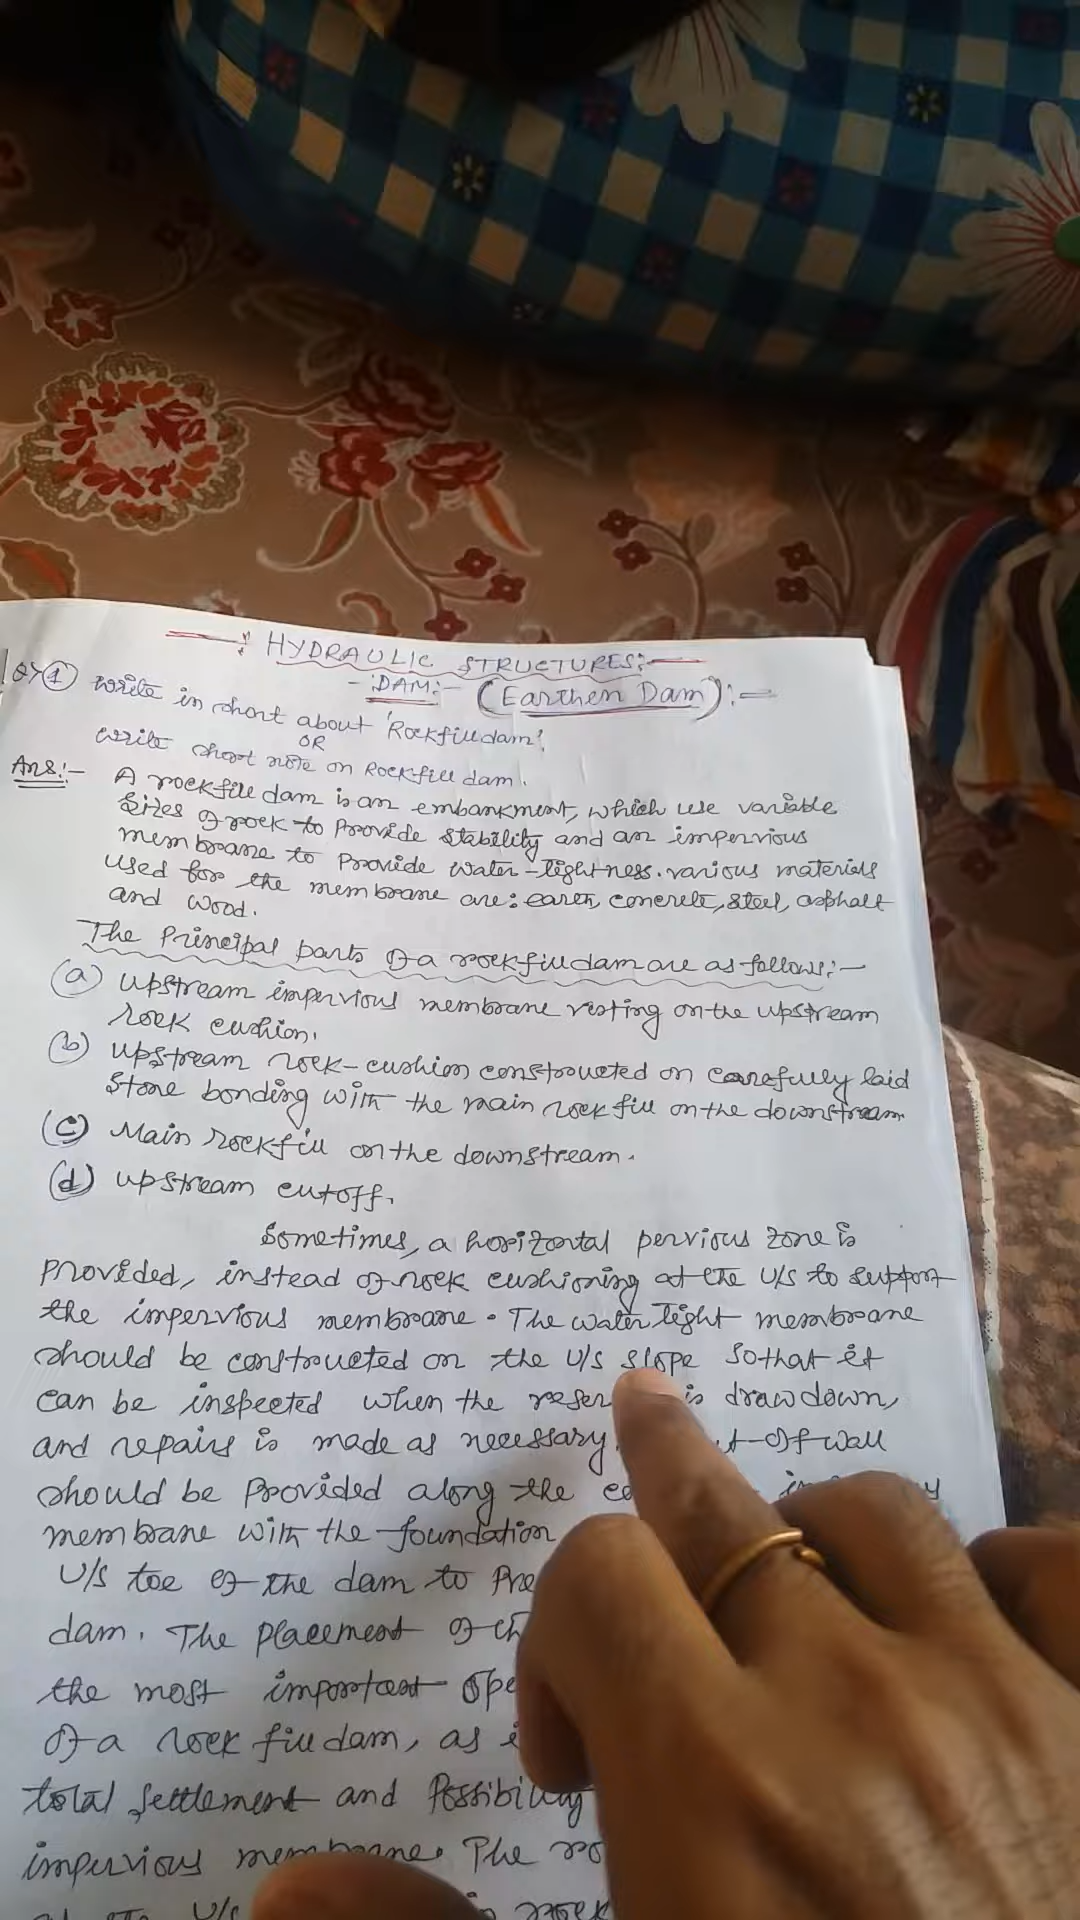 : HYDRAULIC STRUCTURES:-
- DAM:- (Earthen Dam):-
Q>① Write in short about 'Rockfill dam'.
OR
Write short note on Rockfill dam.
Ans:- A rockfill dam is an embankment, which use variable
Sizes of rock to Provide Stability and an impervious
membrane to Provide Water-tightness. various materials
used for the membrane are: earth, concrete, steel, asphalt
and wood.
The Principal parts of a rockfill dam are as follows:-
(a) upstream impervious membrane resting on the upstream
rock cushion.
(b) upstream rock-cushion constructed on carefully laid
Stone bonding with the main rock fill on the downstream
(c) Main rockfill on the downstream.
(d) upstream cutoff.
Sometimes, a horizontal pervious zone is
Provided, instead of rock cushioning at the U/S to support
the impervious membrane. The water tight membrane
should be constructed on the U/S slope So that it
can be inspected when the is draw down,
and repairs is made as necessary. wall
should be Provided along the
membrane with the foundation
U/S toe of the dam to
dam. The placement of
the most important
of a rock fill dam, as
total Settlement and Possibility
impervious membrane. The
U/S